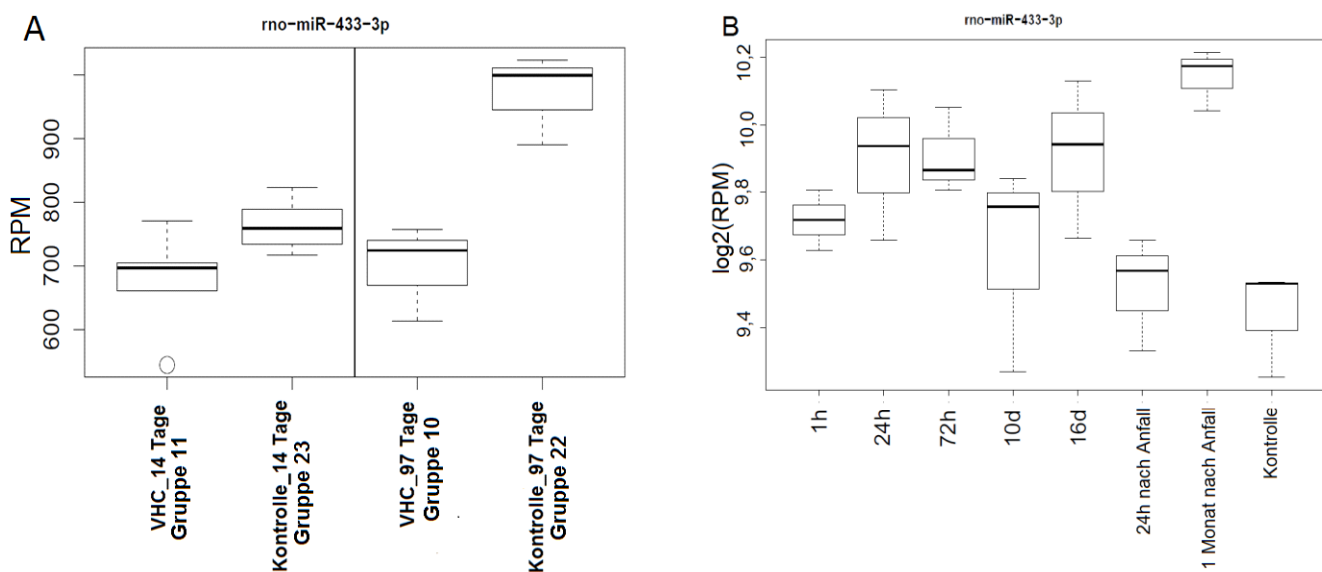 A
rno-miR-433-3p
RPM
900
800
700
600
VHC_14 Tage
Gruppe 11
Kontrolle_14 Tage
Gruppe 23
VHC_97 Tage
Gruppe 10
Kontrolle_97 Tage
Gruppe 22
B
rno-miR-433-3p
log2(RPM)
10,2
10,0
9,8
9,6
9,4
1h
24h
72h
10d
16d
24h nach Anfall
1 Monat nach Anfall
Kontrolle